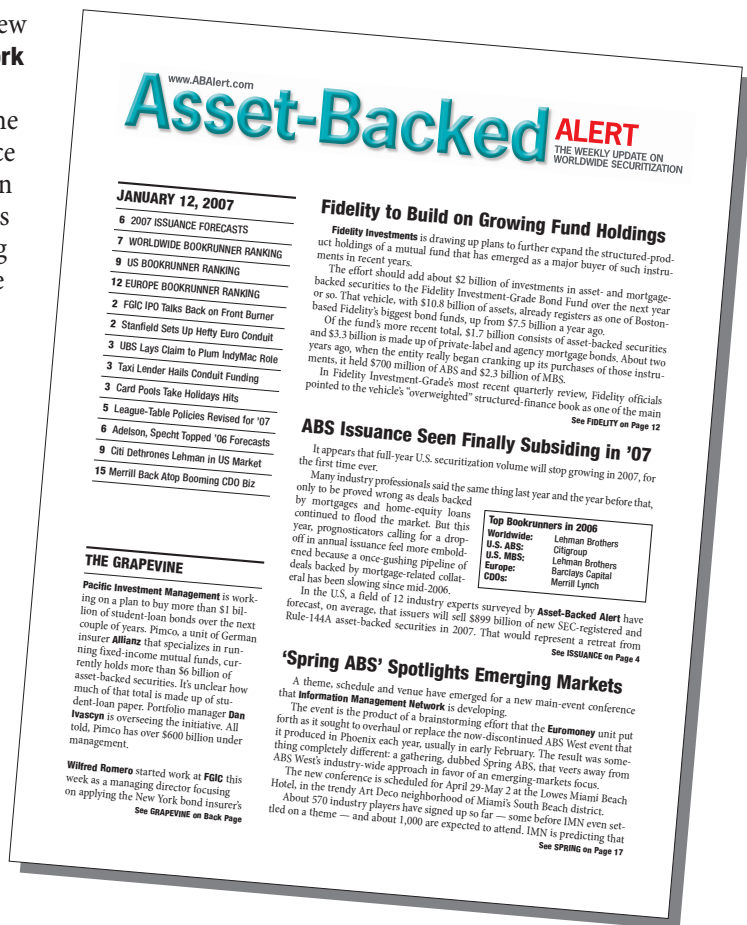 ew
rk
ne
ce
n
s
g
e
www.ABAlert.com
Asset-Backed ALERT
THE WEEKLY UPDATE ON
WORLDWIDE SECURITIZATION
JANUARY 12, 2007
6 2007 ISSUANCE FORECASTS
7 WORLDWIDE BOOKRUNNER RANKING
9 US BOOKRUNNER RANKING
12 EUROPE BOOKRUNNER RANKING
2 FGIC IPO Talks Back on Front Burner
2 Stanfield Sets Up Hefty Euro Conduit
3 UBS Lays Claim to Plum IndyMac Role
3 Taxi Lender Hails Conduit Funding
3 Card Pools Take Holidays Hits
5 League-Table Policies Revised for '07
6 Adelson, Specht Topped '06 Forecasts
9 Citi Dethrones Lehman in US Market
15 Merrill Back Atop Booming CDO Biz
THE GRAPEVINE
Pacific Investment Management is work-
ing on a plan to buy more than $1 bil-
lion of student-loan bonds over the next
couple of years. Pimco, a unit of German
insurer Allianz that specializes in run-
ning fixed-income mutual funds, cur-
rently holds more than $6 billion of
asset-backed securities. It's unclear how
much of that total is made up of stu-
dent-loan paper. Portfolio manager Dan
Ivascyn is overseeing the initiative. All
told, Pimco has over $600 billion under
management.
Wilfred Romero started work at FGIC this
week as a managing director focusing
on applying the New York bond insurer's
See GRAPEVINE on Back Page
Fidelity to Build on Growing Fund Holdings
Fidelity Investments is drawing up plans to further expand the structured-prod-
uct holdings of a mutual fund that has emerged as a major buyer of such instru-
ments in recent years.
The effort should add about $2 billion of investments in asset- and mortgage-
backed securities to the Fidelity Investment-Grade Bond Fund over the next year
or so. That vehicle, with $10.8 billion of assets, already registers as one of Boston-
based Fidelity's biggest bond funds, up from $7.5 billion a year ago.
Of the fund's more recent total, $1.7 billion consists of asset-backed securities
and $3.3 billion is made up of private-label and agency mortgage bonds. About two
years ago, when the entity really began cranking up its purchases of those instru-
ments, it held $700 million of ABS and $2.3 billion of MBS.
In Fidelity Investment-Grade's most recent quarterly review, Fidelity officials
pointed to the vehicle's "overweighted" structured-finance book as one of the main
See FIDELITY on Page 12
ABS Issuance Seen Finally Subsiding in '07
It appears that full-year U.S. securitization volume will stop growing in 2007, for
the first time ever.
Many industry professionals said the same thing last year and the year before that,
only to be proved wrong as deals backed
by mortgages and home-equity loans
continued to flood the market. But this
year, prognosticators calling for a drop-
off in annual issuance feel more embold-
ened because a once-gushing pipeline of
deals backed by mortgage-related collat-
eral has been slowing since mid-2006.
In the U.S, a field of 12 industry experts surveyed by Asset-Backed Alert have
forecast, on average, that issuers will sell $899 billion of new SEC-registered and
Rule-144A asset-backed securities in 2007. That would represent a retreat from
See ISSUANCE on Page 4
Top Bookrunners in 2006
Worldwide: Lehman Brothers
U.S. ABS: Citigroup
U.S. MBS: Lehman Brothers
Europe: Barclays Capital
CDOs: Merrill Lynch
'Spring ABS' Spotlights Emerging Markets
A theme, schedule and venue have emerged for a new main-event conference
that Information Management Network is developing.
The event is the product of a brainstorming effort that the Euromoney unit put
forth as it sought to overhaul or replace the now-discontinued ABS West event that
it produced in Phoenix each year, usually in early February. The result was some-
thing completely different: a gathering, dubbed Spring ABS, that veers away from
ABS West's industry-wide approach in favor of an emerging-markets focus.
The new conference is scheduled for April 29-May 2 at the Lowes Miami Beach
Hotel, in the trendy Art Deco neighborhood of Miami's South Beach district.
About 570 industry players have signed up so far — some before IMN even set-
tled on a theme — and about 1,000 are expected to attend. IMN is predicting that
See SPRING on Page 17